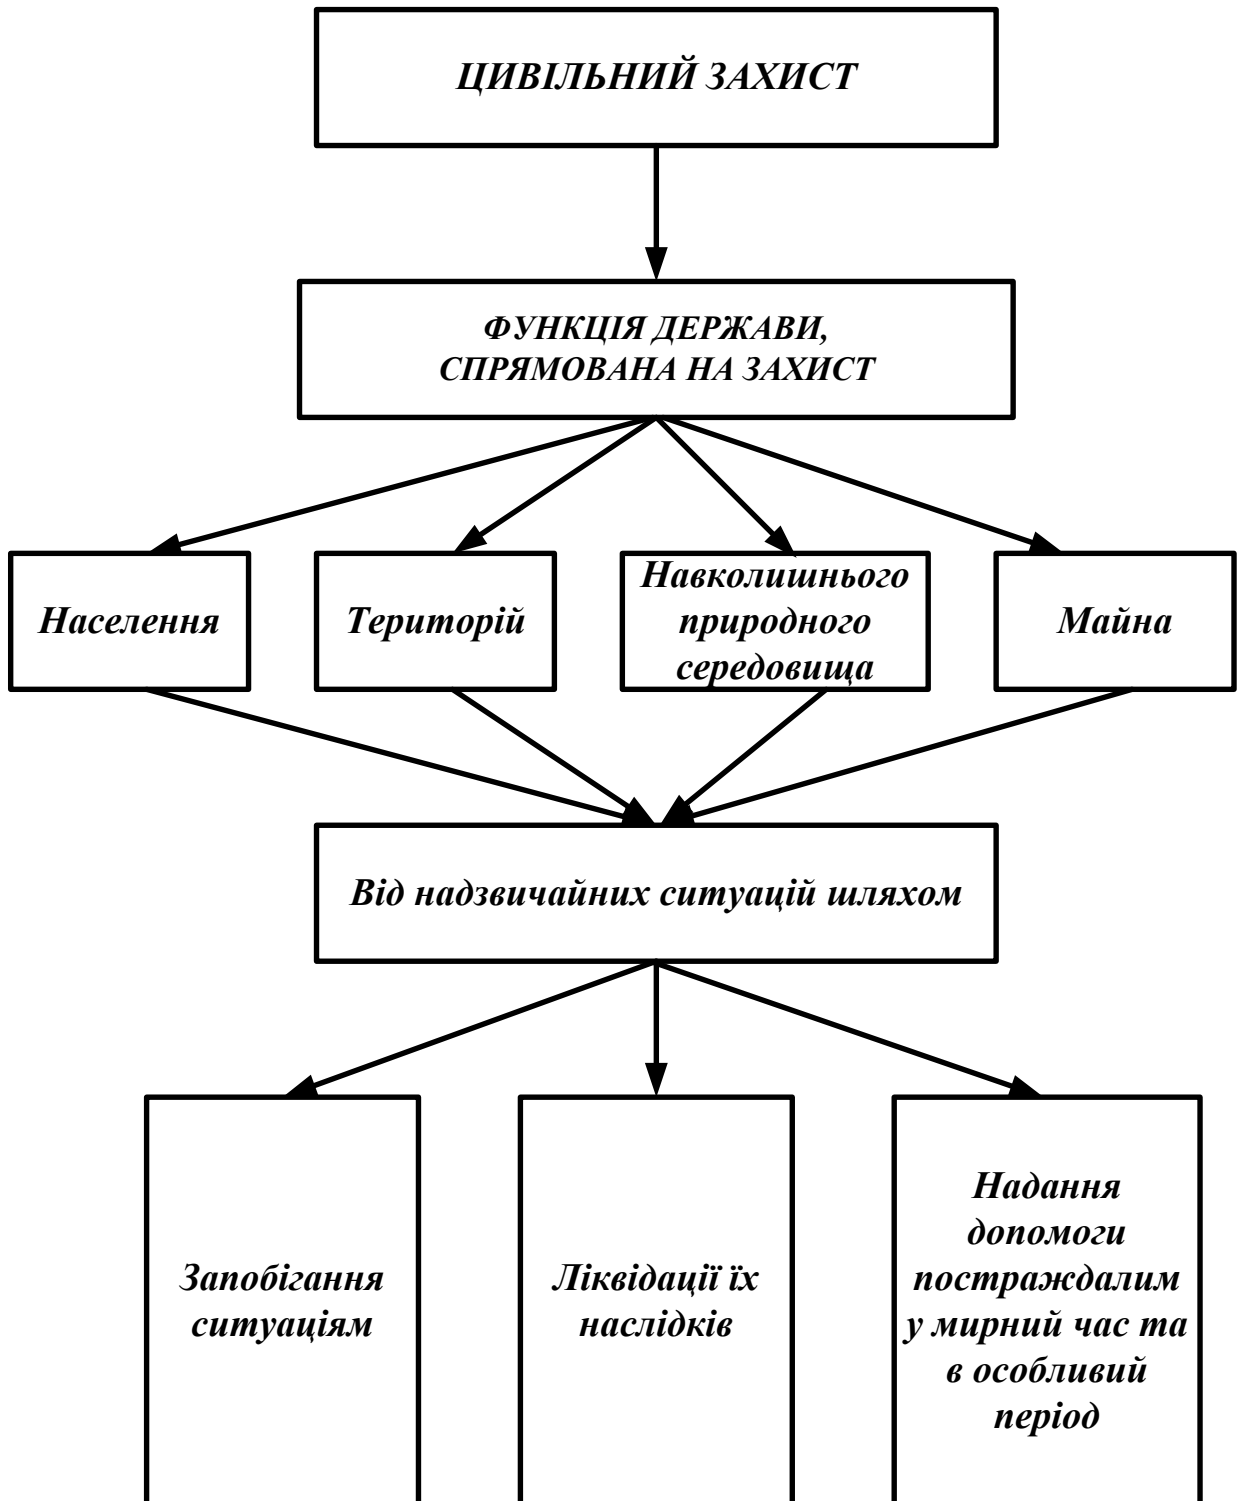 ЦИВІЛЬНИЙ ЗАХИСТ
ФУНКЦІЯ ДЕРЖАВИ,
СПРЯМОВАНА НА ЗАХИСТ
Населення
Територій
Навколишнього
природного
середовища
Майна
Від надзвичайних ситуацій шляхом
Запобігання
ситуаціям
Ліквідації їх
наслідків
Надання
допомоги
постраждалим
у мирний час та
в особливий
період